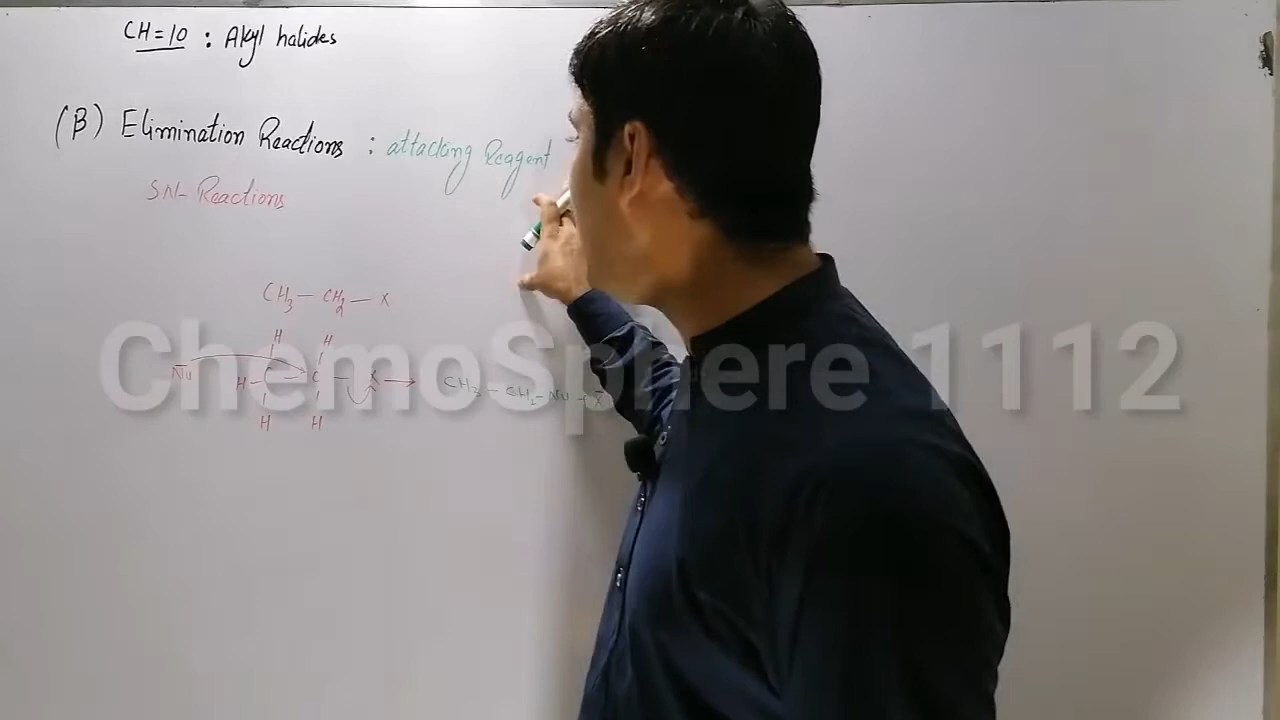 CH=10 : Alkyl halides
(B) Elimination Reactions : attacking Reagent
SN- Reactions
CH3 — CH2 — X
H H
ChemoSphere 1112
Nu H — C — C — X → CH3 — CH2 - Nu + X
H H